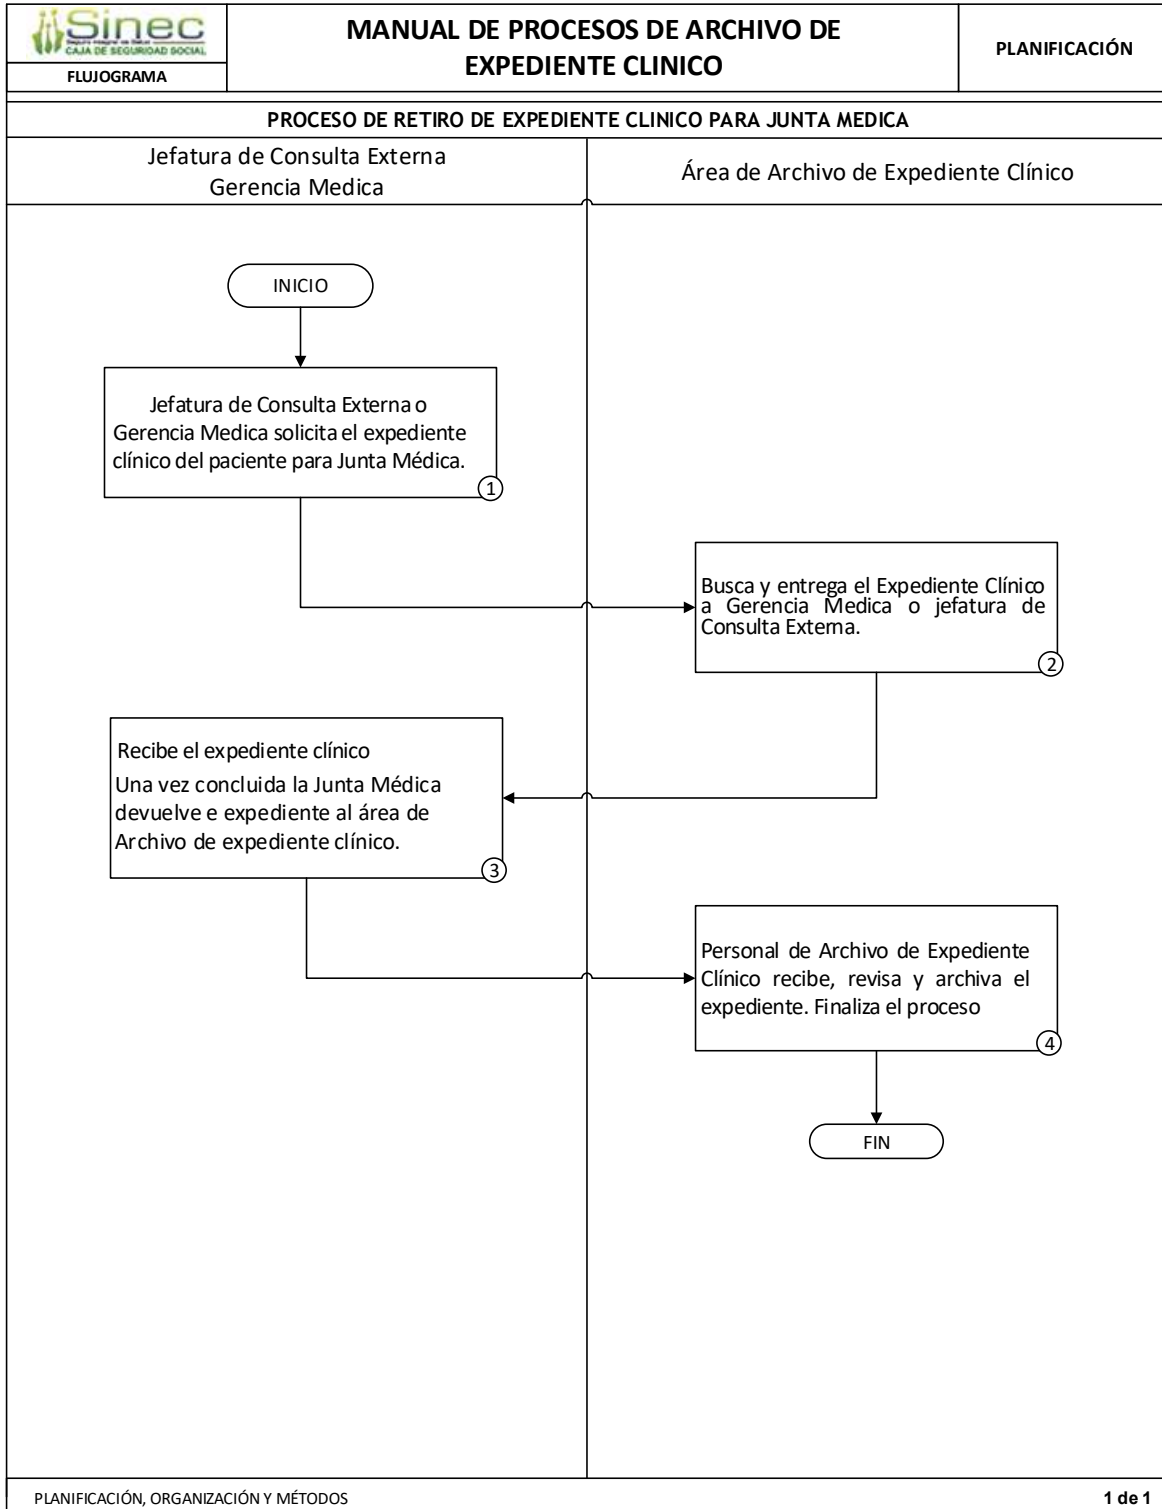 Sinec
Seguro Integral de Salud
CAJA DE SEGURIDAD SOCIAL
FLUJOGRAMA
MANUAL DE PROCESOS DE ARCHIVO DE
EXPEDIENTE CLINICO
PLANIFICACIÓN
PROCESO DE RETIRO DE EXPEDIENTE CLINICO PARA JUNTA MEDICA
Jefatura de Consulta Externa
Gerencia Medica
Área de Archivo de Expediente Clínico
INICIO
Jefatura de Consulta Externa o
Gerencia Medica solicita el expediente
clínico del paciente para Junta Médica.
1
Busca y entrega el Expediente Clínico
a Gerencia Medica o jefatura de
Consulta Externa.
2
Recibe el expediente clínico
Una vez concluida la Junta Médica
devuelve e expediente al área de
Archivo de expediente clínico.
3
Personal de Archivo de Expediente
Clínico recibe, revisa y archiva el
expediente. Finaliza el proceso
4
FIN
PLANIFICACIÓN, ORGANIZACIÓN Y MÉTODOS
1 de 1